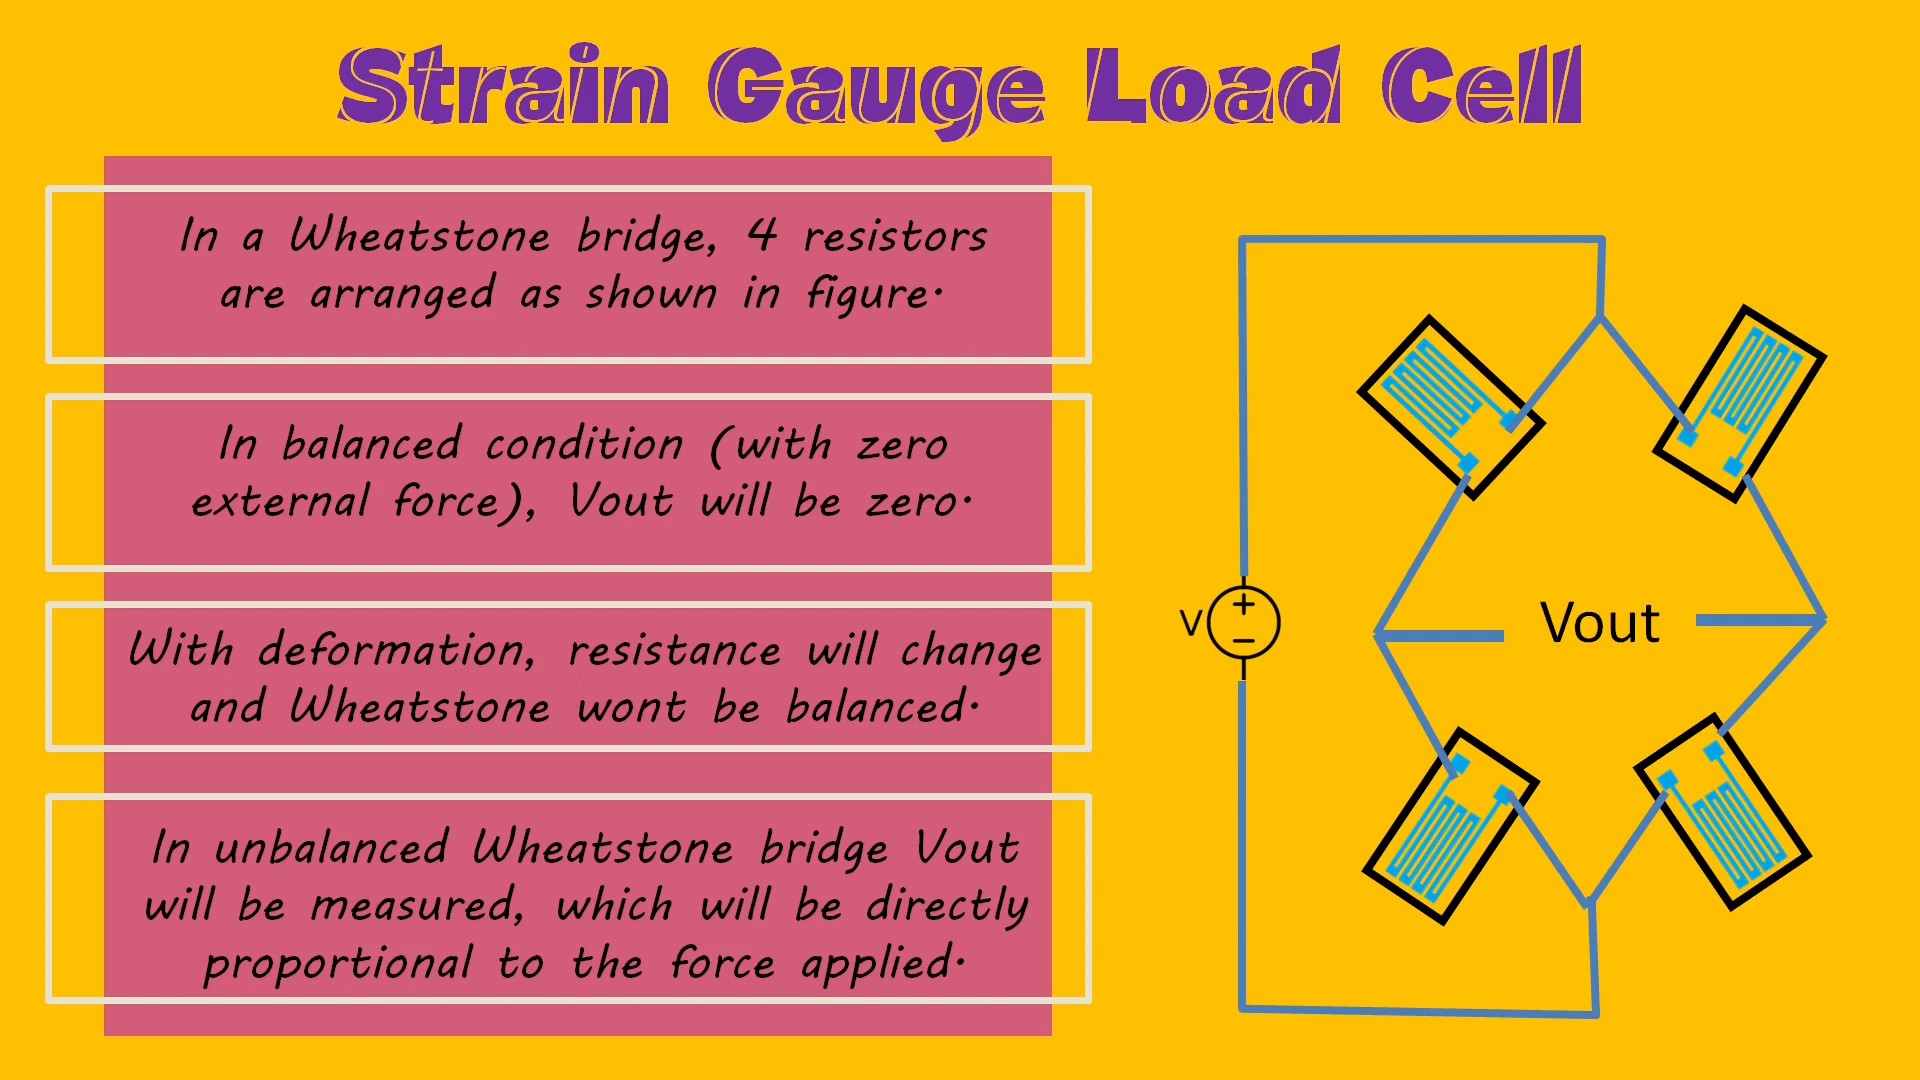 Strain Gauge Load Cell
In a Wheatstone bridge, 4 resistors
are arranged as shown in figure.
In balanced condition (with zero
external force), Vout will be zero.
With deformation, resistance will change
and Wheatstone wont be balanced.
In unbalanced Wheatstone bridge Vout
will be measured, which will be directly
proportional to the force applied.
V
+
−
Vout